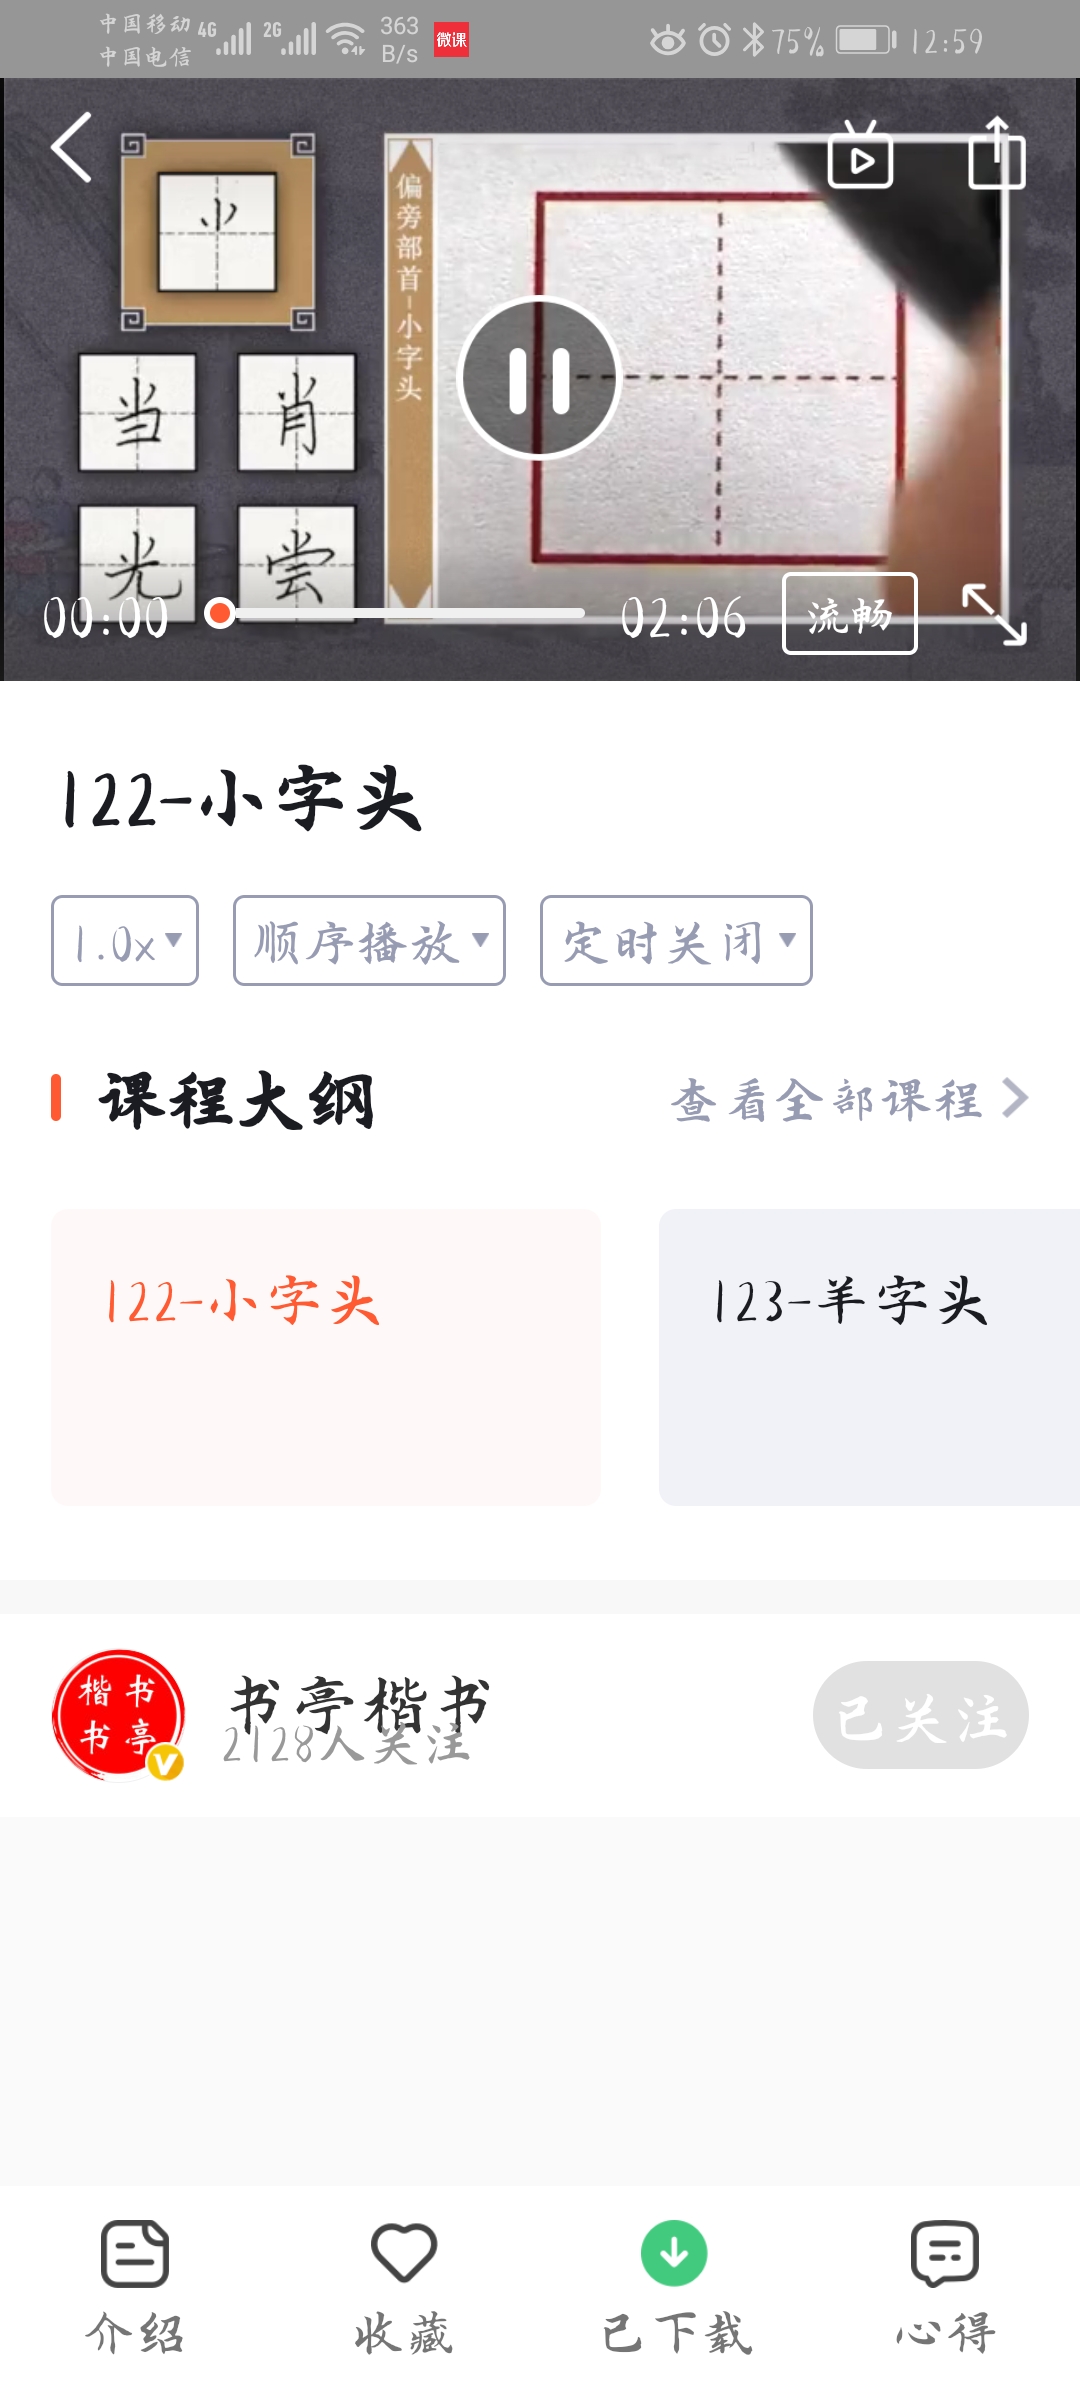 中国移动 4G 2G 363 B/s 微课 75% 12:59
中国电信
⺌
当 肖
光 尝
偏旁部首-小字头
00:00 02:06 流畅
122-小字头
1.0x 顺序播放 定时关闭
课程大纲 查看全部课程
122-小字头 123-羊字头
楷书
书亭
书亭楷书
2128人关注
已关注
介绍 收藏 已下载 心得